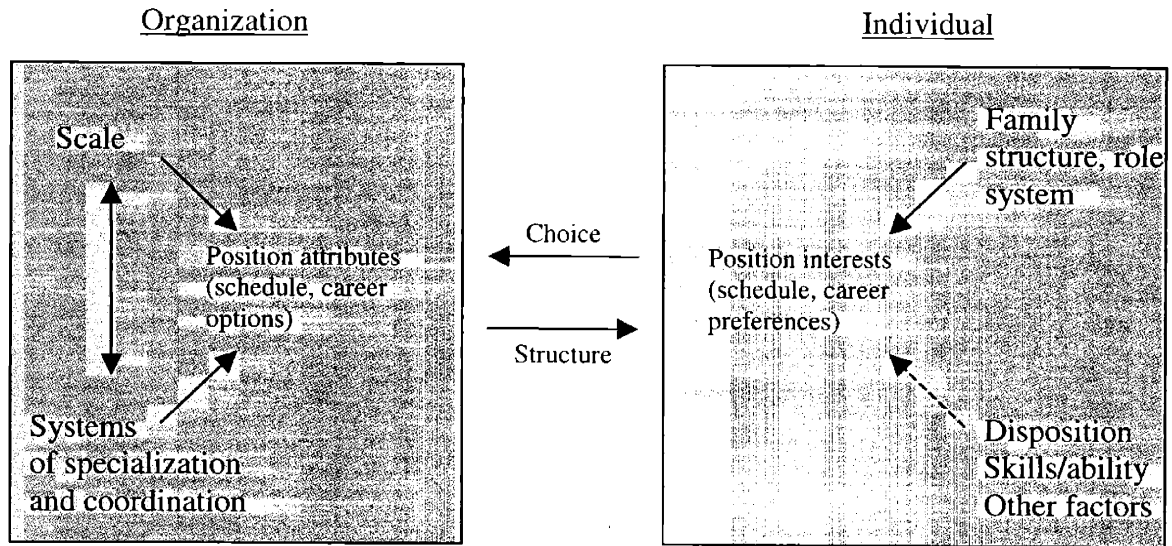 Organization
Individual
Scale
Position attributes
(schedule, career
options)
Systems
of specialization
and coordination
Choice
Structure
Family
structure, role
system
Position interests
(schedule, career
preferences)
Disposition
Skills/ability
Other factors